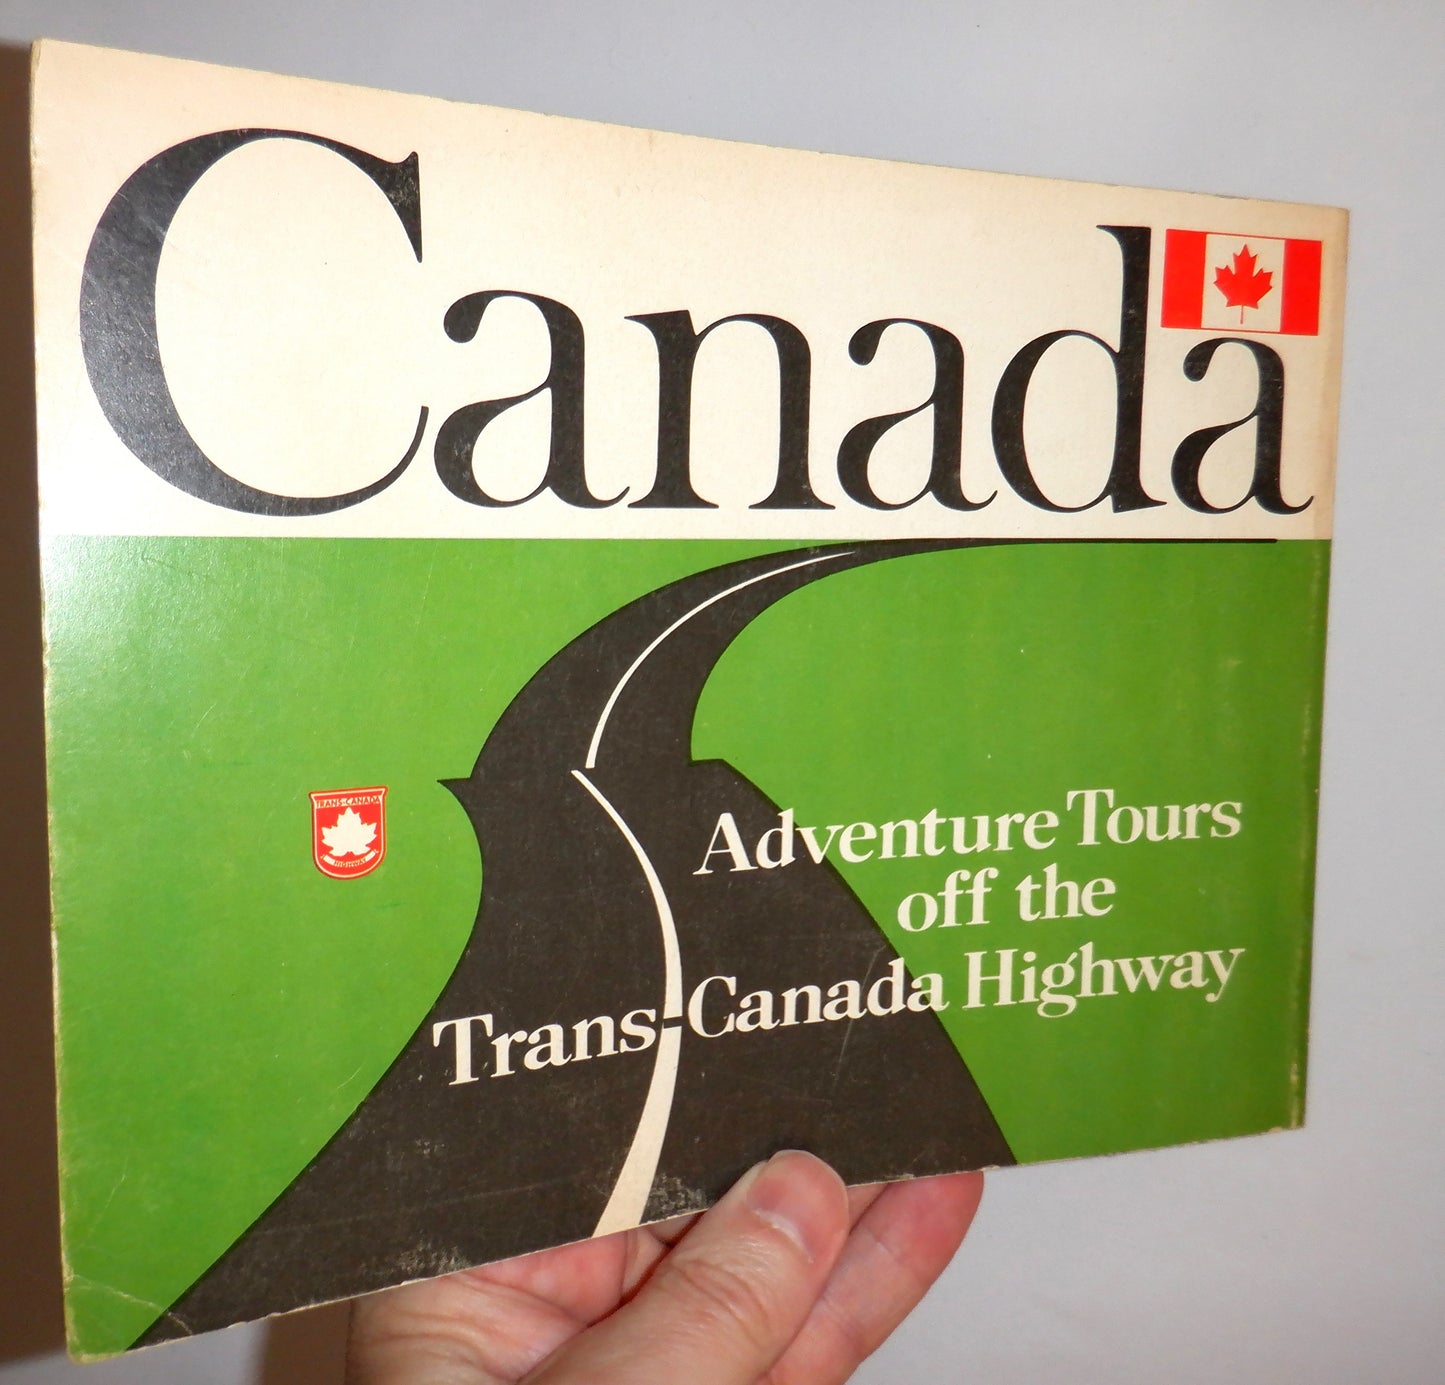 Canada
TRANS-CANADA
HIGHWAY
Adventure Tours
off the
Trans-Canada Highway